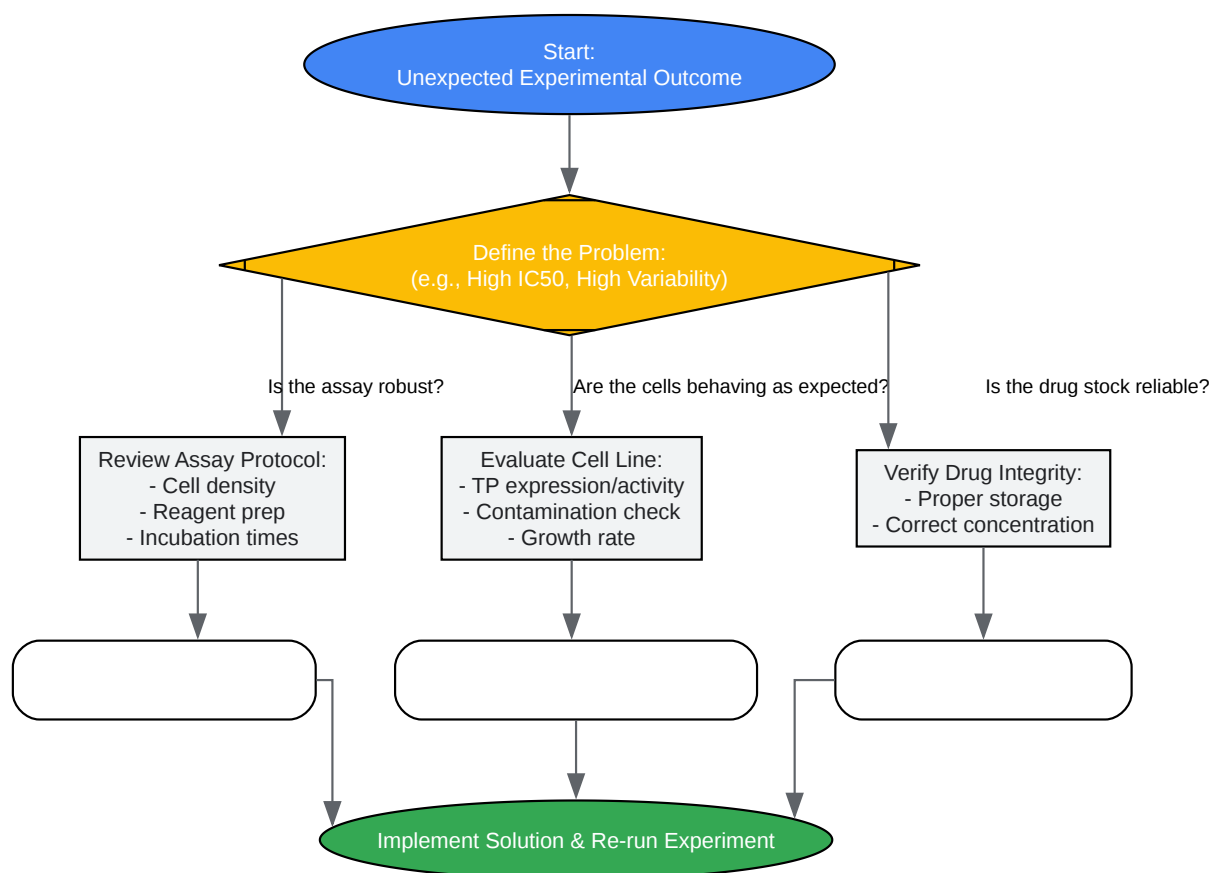 Start:
Unexpected Experimental Outcome
Define the Problem:
(e.g., High IC50, High Variability)
Is the assay robust?
Are the cells behaving as expected?
Is the drug stock reliable?
Review Assay Protocol:
- Cell density
- Reagent prep
- Incubation times
Evaluate Cell Line:
- TP expression/activity
- Contamination check
- Growth rate
Verify Drug Integrity:
- Proper storage
- Correct concentration
Implement Solution & Re-run Experiment